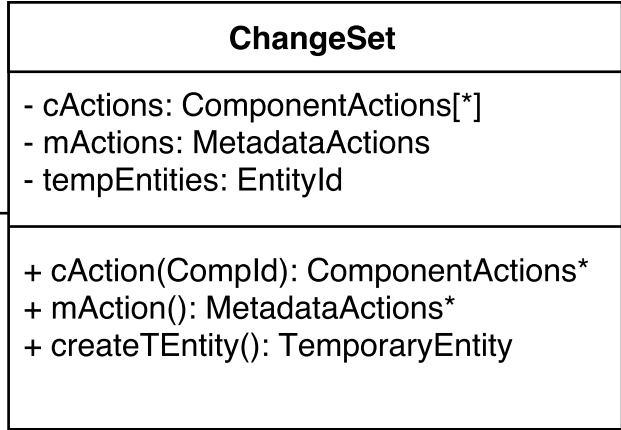 ChangeSet
- cActions: ComponentActions[*]
- mActions: MetadataActions
- tempEntities: EntityId
+ cAction(CompId): ComponentActions*
+ mAction(): MetadataActions*
+ createTEntity(): TemporaryEntity